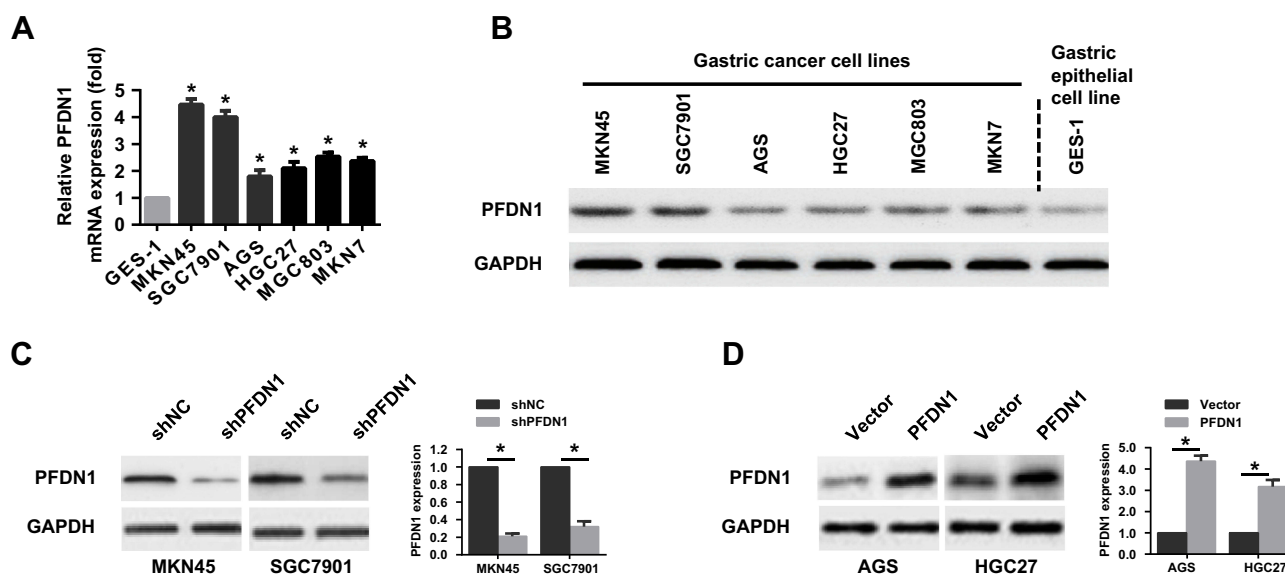 A
Relative PFDN1
mRNA expression (fold)
5
4
3
2
1
0
* * * * * *
GES-1
MKN45
SGC7901
AGS
HGC27
MGC803
MKN7
B
Gastric cancer cell lines
Gastric
epithelial
cell line
MKN45
SGC7901
AGS
HGC27
MGC803
MKN7
GES-1
PFDN1
GAPDH
C
shNC shPFDN1 shNC shPFDN1
PFDN1
GAPDH
MKN45 SGC7901
shNC
shPFDN1
PFDN1 expression
1.2
1.0
0.8
0.6
0.4
0.2
0.0
* *
MKN45 SGC7901
D
Vector PFDN1 Vector PFDN1
PFDN1
GAPDH
AGS HGC27
Vector
PFDN1
PFDN1 expression
5.0
4.0
3.0
2.0
1.0
0.0
* *
AGS HGC27